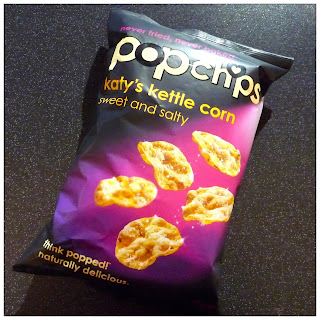 never fried, never baked.
popchips
katy's kettle corn
sweet and salty
think popped!
naturally delicious.